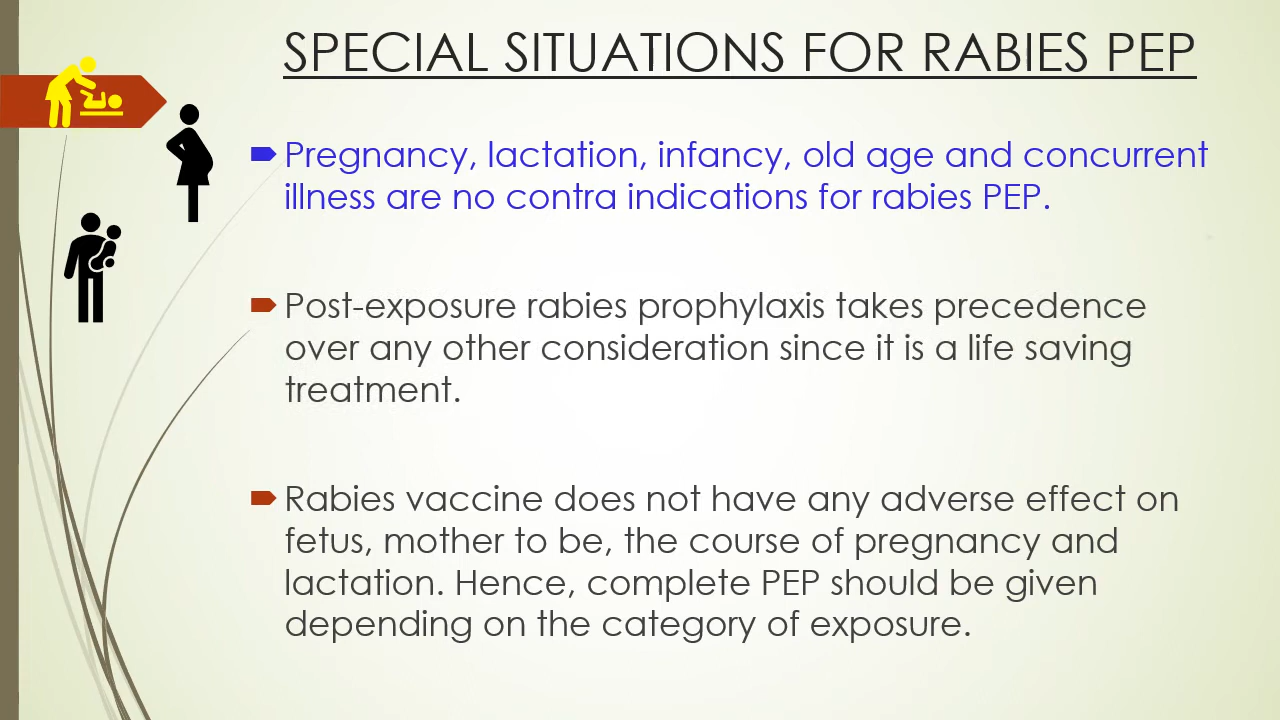 SPECIAL SITUATIONS FOR RABIES PEP
Pregnancy, lactation, infancy, old age and concurrent
illness are no contra indications for rabies PEP.
Post-exposure rabies prophylaxis takes precedence
over any other consideration since it is a life saving
treatment.
Rabies vaccine does not have any adverse effect on
fetus, mother to be, the course of pregnancy and
lactation. Hence, complete PEP should be given
depending on the category of exposure.